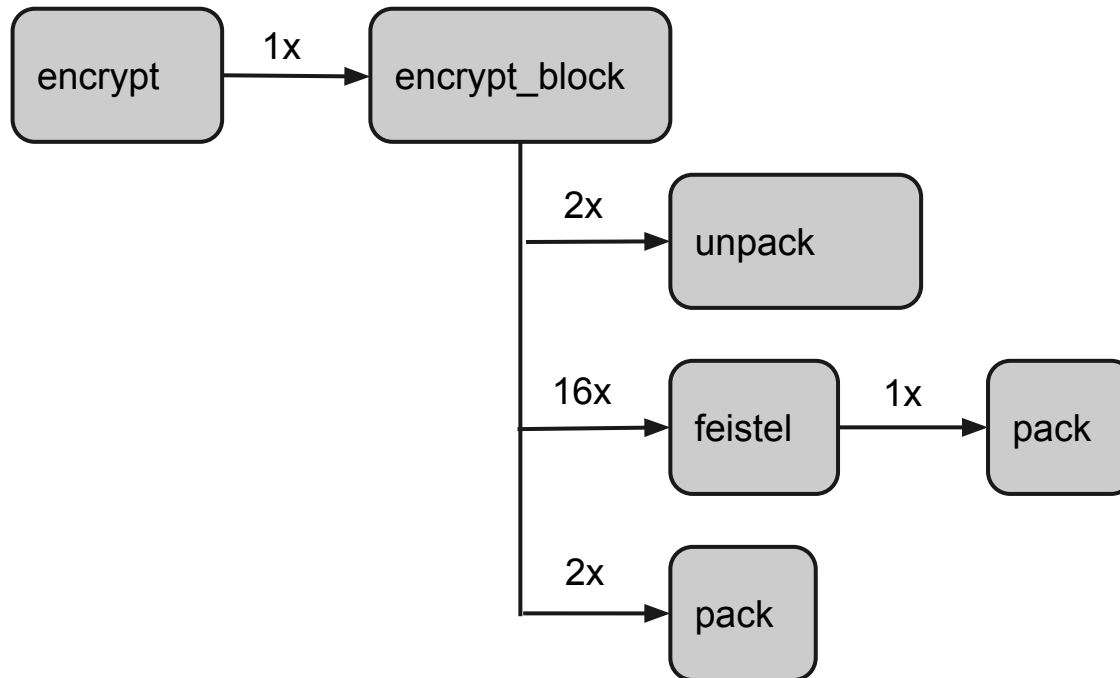 encrypt
1x
encrypt_block
2x
unpack
16x
feistel
1x
pack
2x
pack